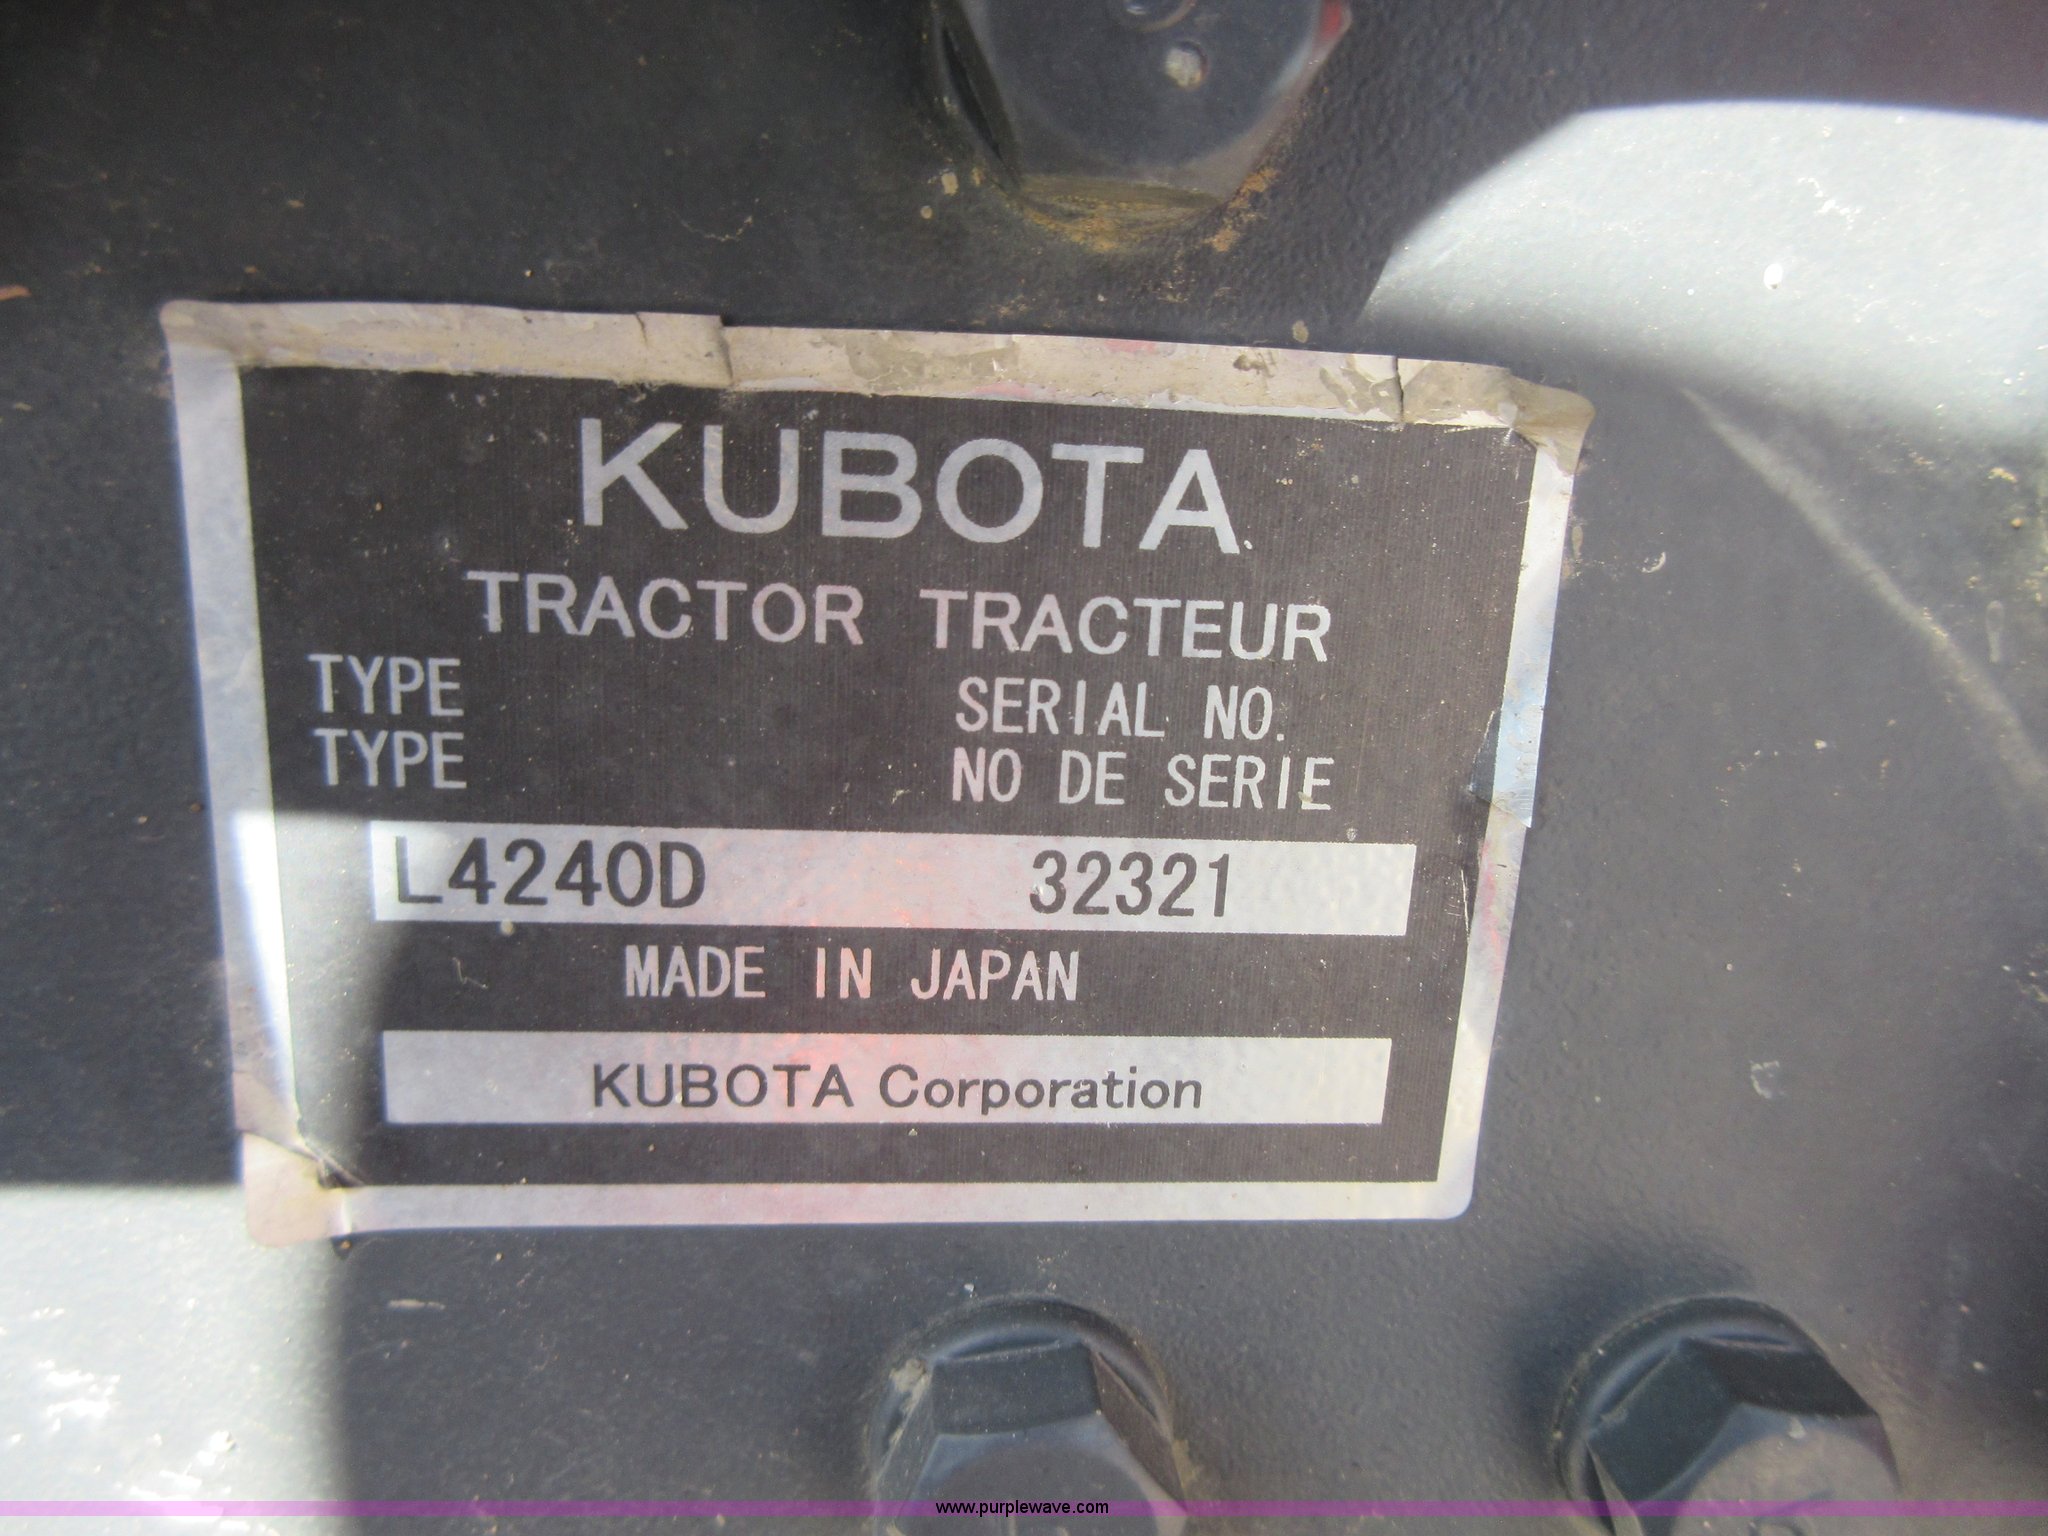 KUBOTA
TRACTOR TRACTEUR
TYPE SERIAL NO.
TYPE NO DE SERIE
L4240D 32321
MADE IN JAPAN
KUBOTA Corporation
www.purplewave.com